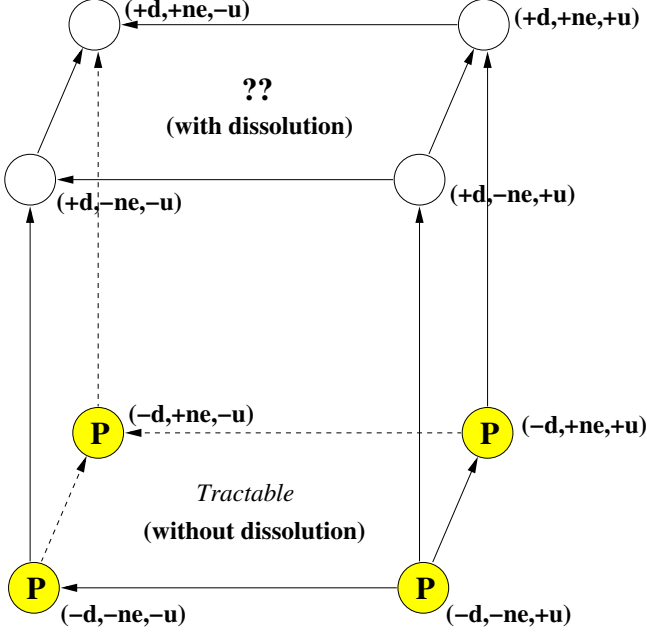 (+d,+ne,−u)
(+d,+ne,+u)
??
(with dissolution)
(+d,−ne,−u)
(+d,−ne,+u)
(−d,+ne,−u)
P
P
(−d,+ne,+u)
Tractable
(without dissolution)
P
P
(−d,−ne,−u)
(−d,−ne,+u)